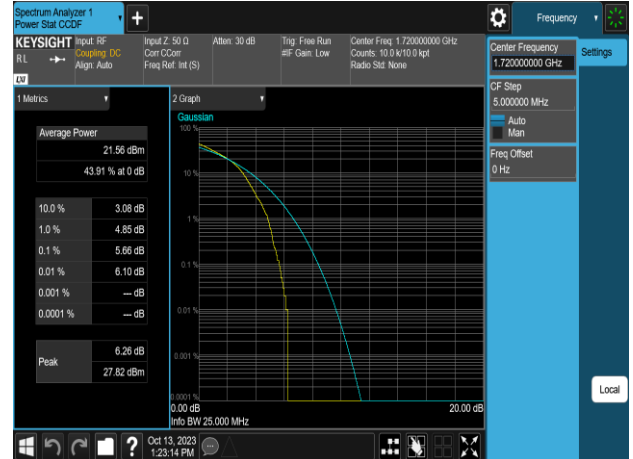 Spectrum Analyzer 1
Power Stat CCDF
Frequency
KEYSIGHT
RL
LXI
Input: RF
Coupling: DC
Align: Auto
Input Z: 50 Ω
Corr CCorr
Freq Ref: Int (S)
Atten: 30 dB
Trig: Free Run
#IF Gain: Low
Center Freq: 1.720000000 GHz
Counts: 10.0 k/10.0 kpt
Radio Std: None
Center Frequency
1.720000000 GHz
Settings
CF Step
5.000000 MHz
Auto
Man
Freq Offset
0 Hz
1 Metrics
Average Power
21.56 dBm
43.91 % at 0 dB
10.0 % 3.08 dB
1.0 % 4.85 dB
0.1 % 5.66 dB
0.01 % 6.10 dB
0.001 % --- dB
0.0001 % --- dB
Peak
6.26 dB
27.82 dBm
2 Graph
Gaussian
100 %
10 %
1 %
0.1 %
0.01 %
0.001 %
0.0001 %
0.00 dB 20.00 dB
Info BW 25.000 MHz
Local
?
Oct 13, 2023
1:23:14 PM